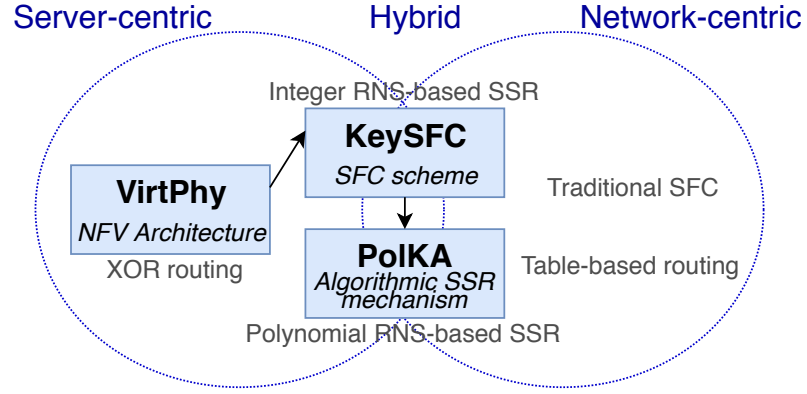 Server-centric
Hybrid
Network-centric
Integer RNS-based SSR
KeySFC
SFC scheme
VirtPhy
NFV Architecture
XOR routing
Traditional SFC
PolKA
Algorithmic SSR
mechanism
Table-based routing
Polynomial RNS-based SSR